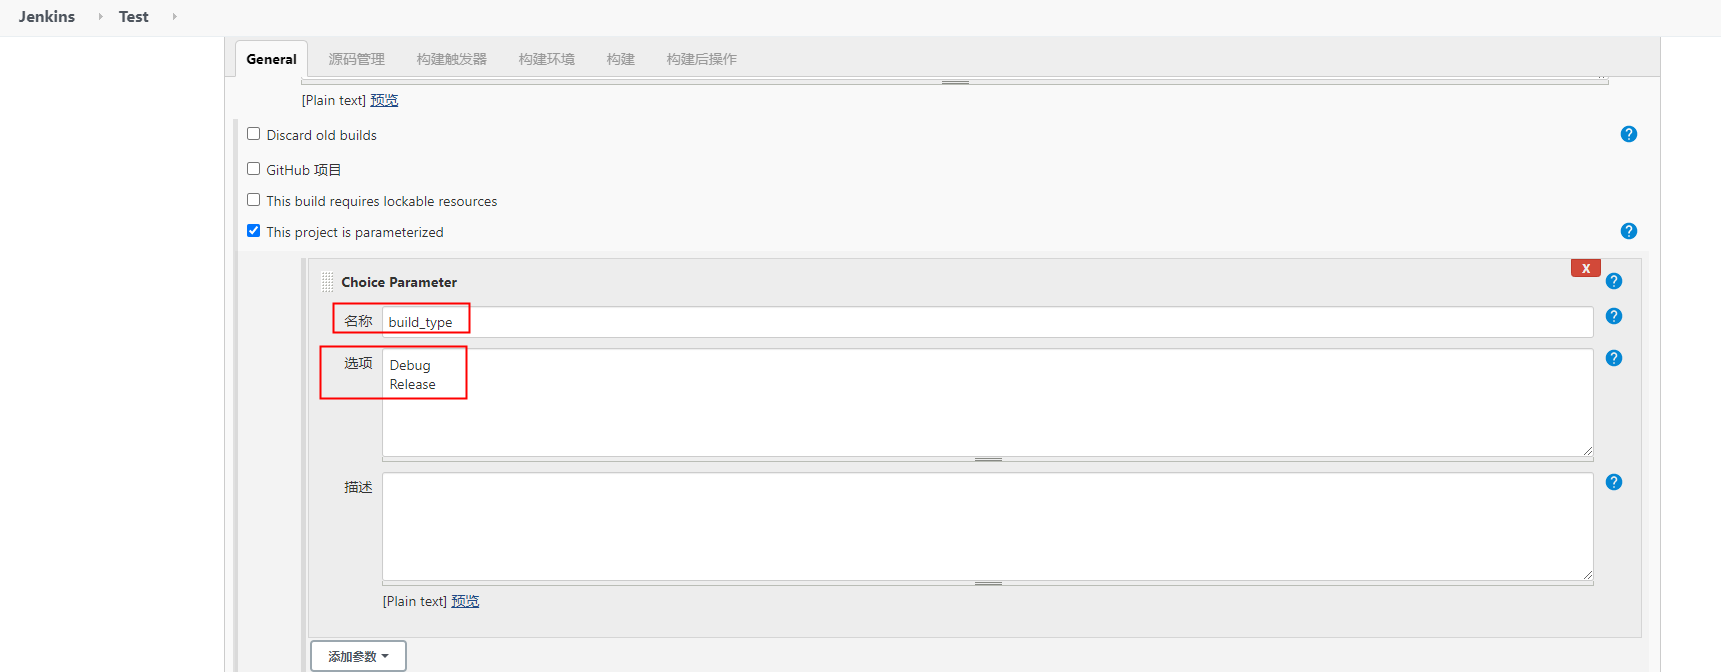 Jenkins Test
General 源码管理 构建触发器 构建环境 构建 构建后操作
[Plain text] 预览
Discard old builds
GitHub 项目
This build requires lockable resources
This project is parameterized
X
Choice Parameter
名称 build_type
选项 Debug
Release
描述
[Plain text] 预览
添加参数